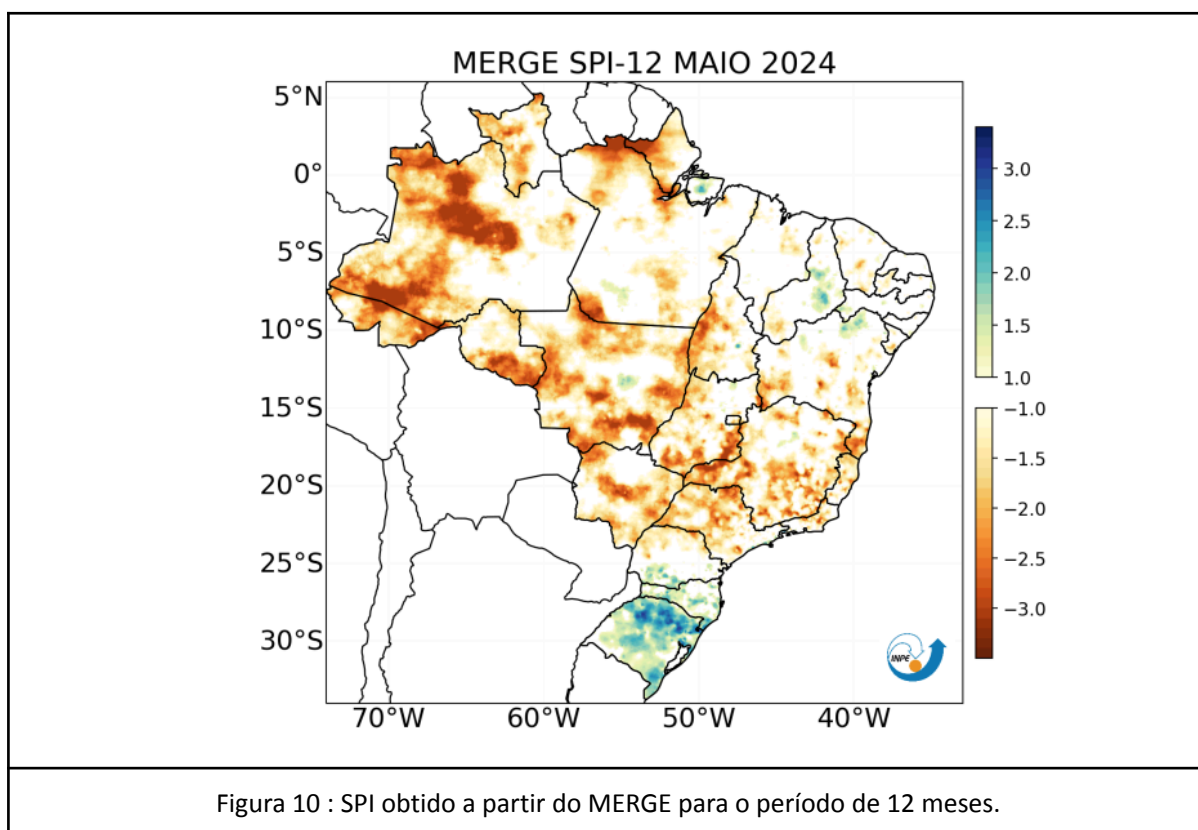 MERGE SPI-12 MAIO 2024
5°N
0°
5°S
10°S
15°S
20°S
25°S
30°S
70°W
60°W
50°W
40°W
3.0
2.5
2.0
1.5
1.0
−1.0
−1.5
−2.0
−2.5
−3.0
INPE
Figura 10 : SPI obtido a partir do MERGE para o período de 12 meses.